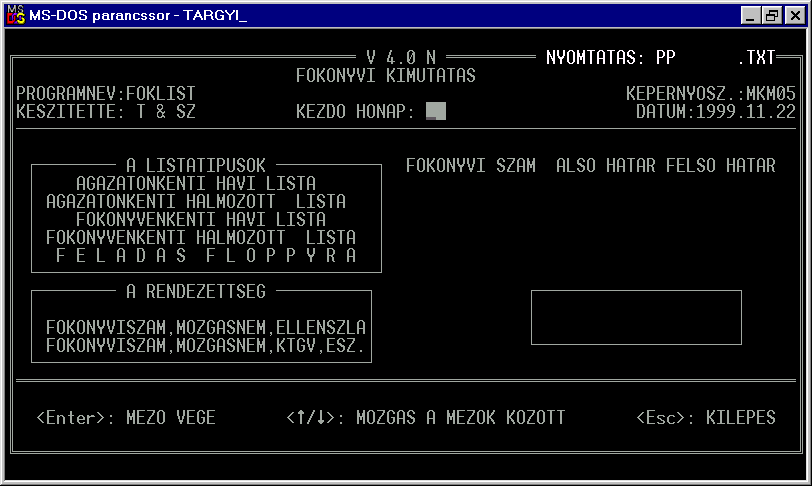 MS-DOS parancssor - TARGYI_
V 4.0 N NYOMTATAS: PP .TXT
FOKONYVI KIMUTATAS
PROGRAMNEV:FOKLIST KEPERNYOSZ.:MKM05
KESZITETTE: T & SZ KEZDO HONAP: DATUM:1999.11.22
A LISTATIPUSOK FOKONYVI SZAM ALSO HATAR FELSO HATAR
AGAZATONKENTI HAVI LISTA
AGAZATONKENTI HALMOZOTT LISTA
FOKONYVENKENTI HAVI LISTA
FOKONYVENKENTI HALMOZOTT LISTA
F E L A D A S F L O P P Y R A
A RENDEZETTSEG
FOKONYVISZAM,MOZGASNEM,ELLENSZLA
FOKONYVISZAM,MOZGASNEM,KTGV,ESZ.
<Enter>: MEZO VEGE <↑/↓>: MOZGAS A MEZOK KOZOTT <Esc>: KILEPES